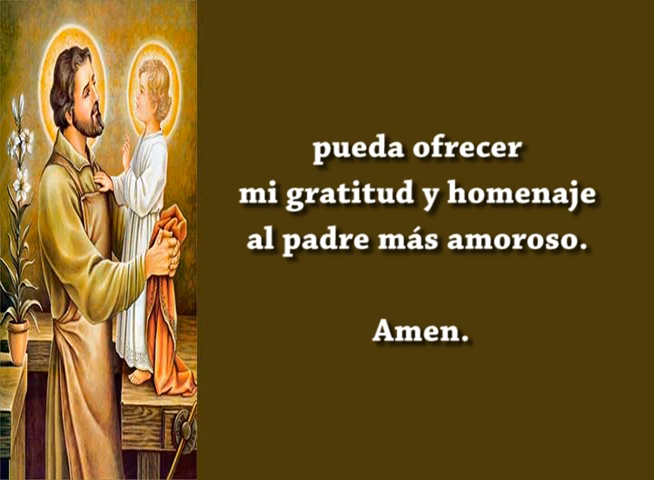 pueda ofrecer
mi gratitud y homenaje
al padre más amoroso.
Amen.